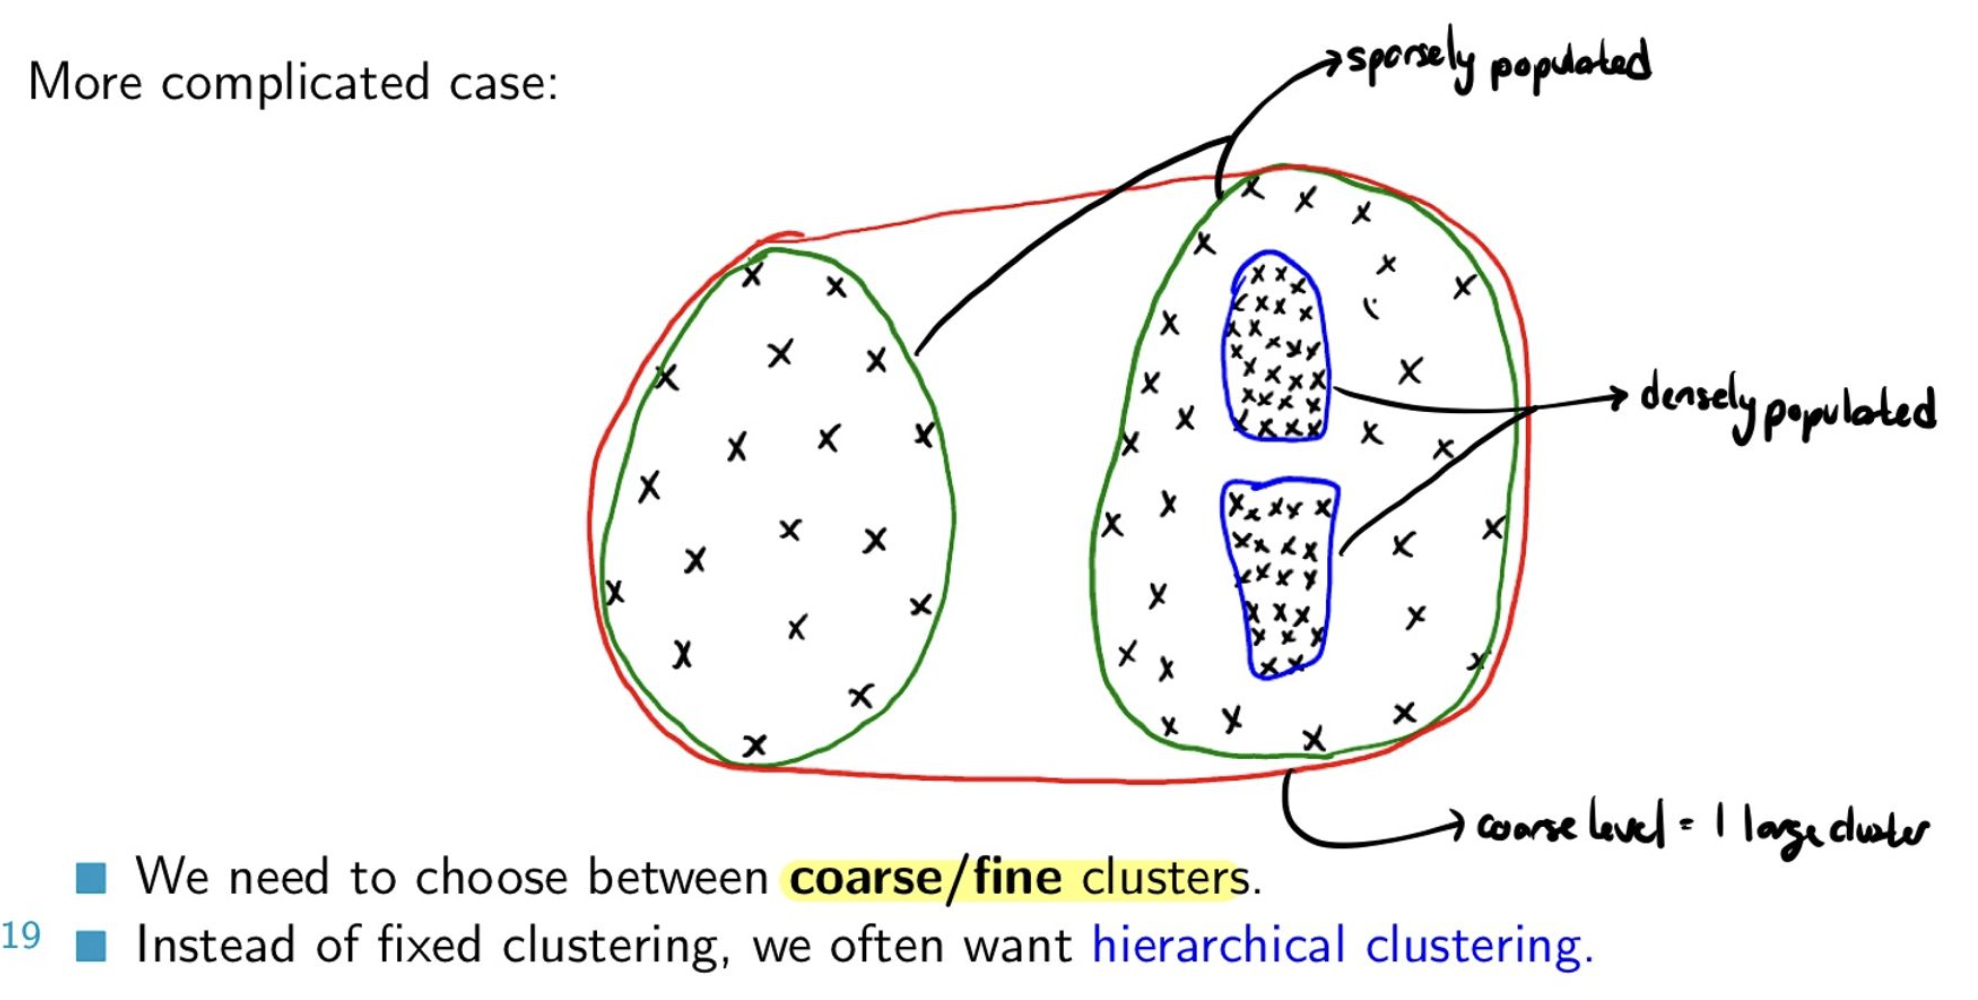 sparsely populated
More complicated case:
densely populated
coarse level = 1 large cluster
■ We need to choose between coarse/fine clusters.
19 ■ Instead of fixed clustering, we often want hierarchical clustering.